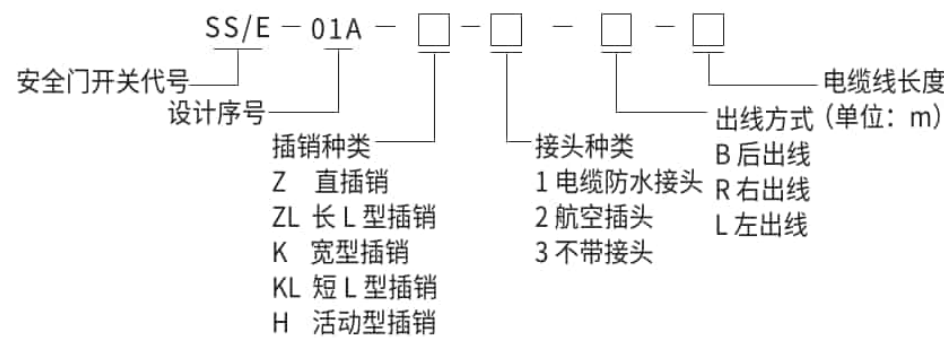 SS/E-01A-□-□-□-□
安全门开关代号
电缆线长度
(单位：m)
设计序号
出线方式
B 后出线
R 右出线
L 左出线
插销种类
Z 直插销
ZL 长 L 型插销
K 宽型插销
KL 短 L 型插销
H 活动型插销
接头种类
1 电缆防水接头
2 航空插头
3 不带接头